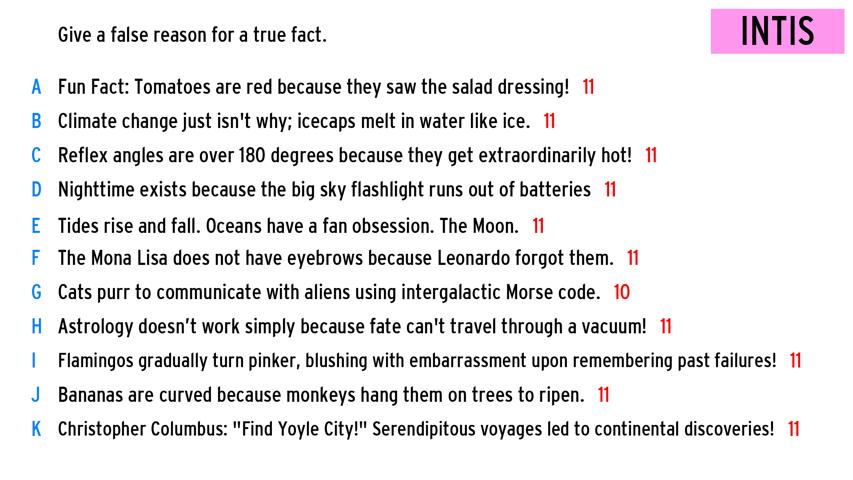 Give a false reason for a true fact.
INTIS
A Fun Fact: Tomatoes are red because they saw the salad dressing! 11
B Climate change just isn't why; icecaps melt in water like ice. 11
C Reflex angles are over 180 degrees because they get extraordinarily hot! 11
D Nighttime exists because the big sky flashlight runs out of batteries 11
E Tides rise and fall. Oceans have a fan obsession. The Moon. 11
F The Mona Lisa does not have eyebrows because Leonardo forgot them. 11
G Cats purr to communicate with aliens using intergalactic Morse code. 10
H Astrology doesn’t work simply because fate can't travel through a vacuum! 11
I Flamingos gradually turn pinker, blushing with embarrassment upon remembering past failures! 11
J Bananas are curved because monkeys hang them on trees to ripen. 11
K Christopher Columbus: "Find Yoyle City!" Serendipitous voyages led to continental discoveries! 11